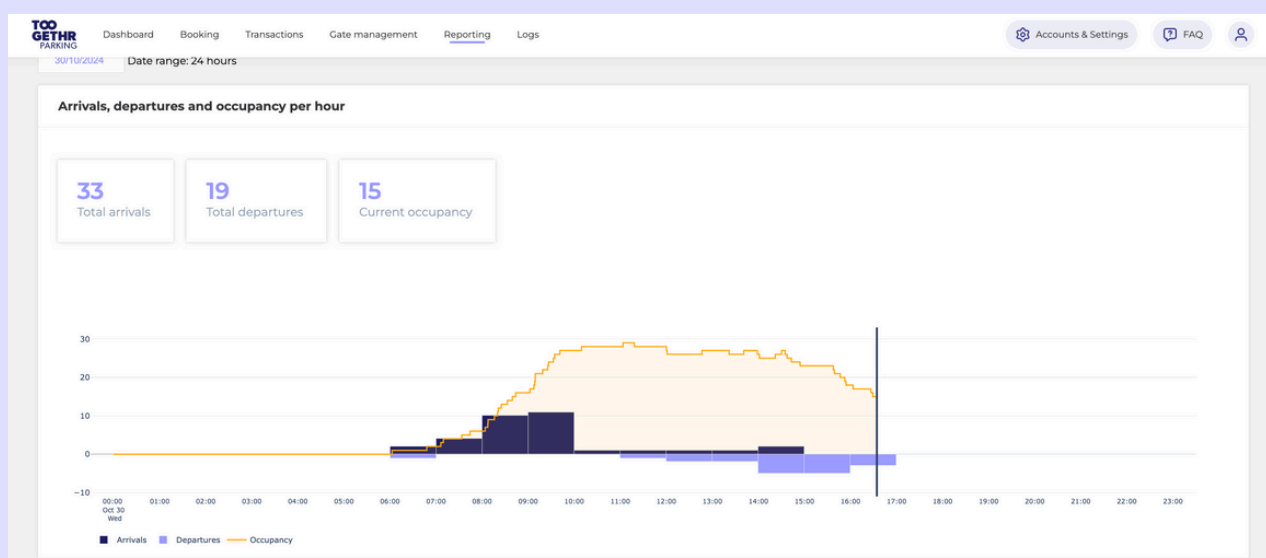 TOO
GETHR
PARKING
Dashboard Booking Transactions Gate management Reporting Logs Accounts & Settings FAQ
30/10/2024 Date range: 24 hours
Arrivals, departures and occupancy per hour
33 19 15
Total arrivals Total departures Current occupancy
30
20
10
0
−10
00:00 01:00 02:00 03:00 04:00 05:00 06:00 07:00 08:00 09:00 10:00 11:00 12:00 13:00 14:00 15:00 16:00 17:00 18:00 19:00 20:00 21:00 22:00 23:00
Oct 30
Wed
Arrivals Departures Occupancy